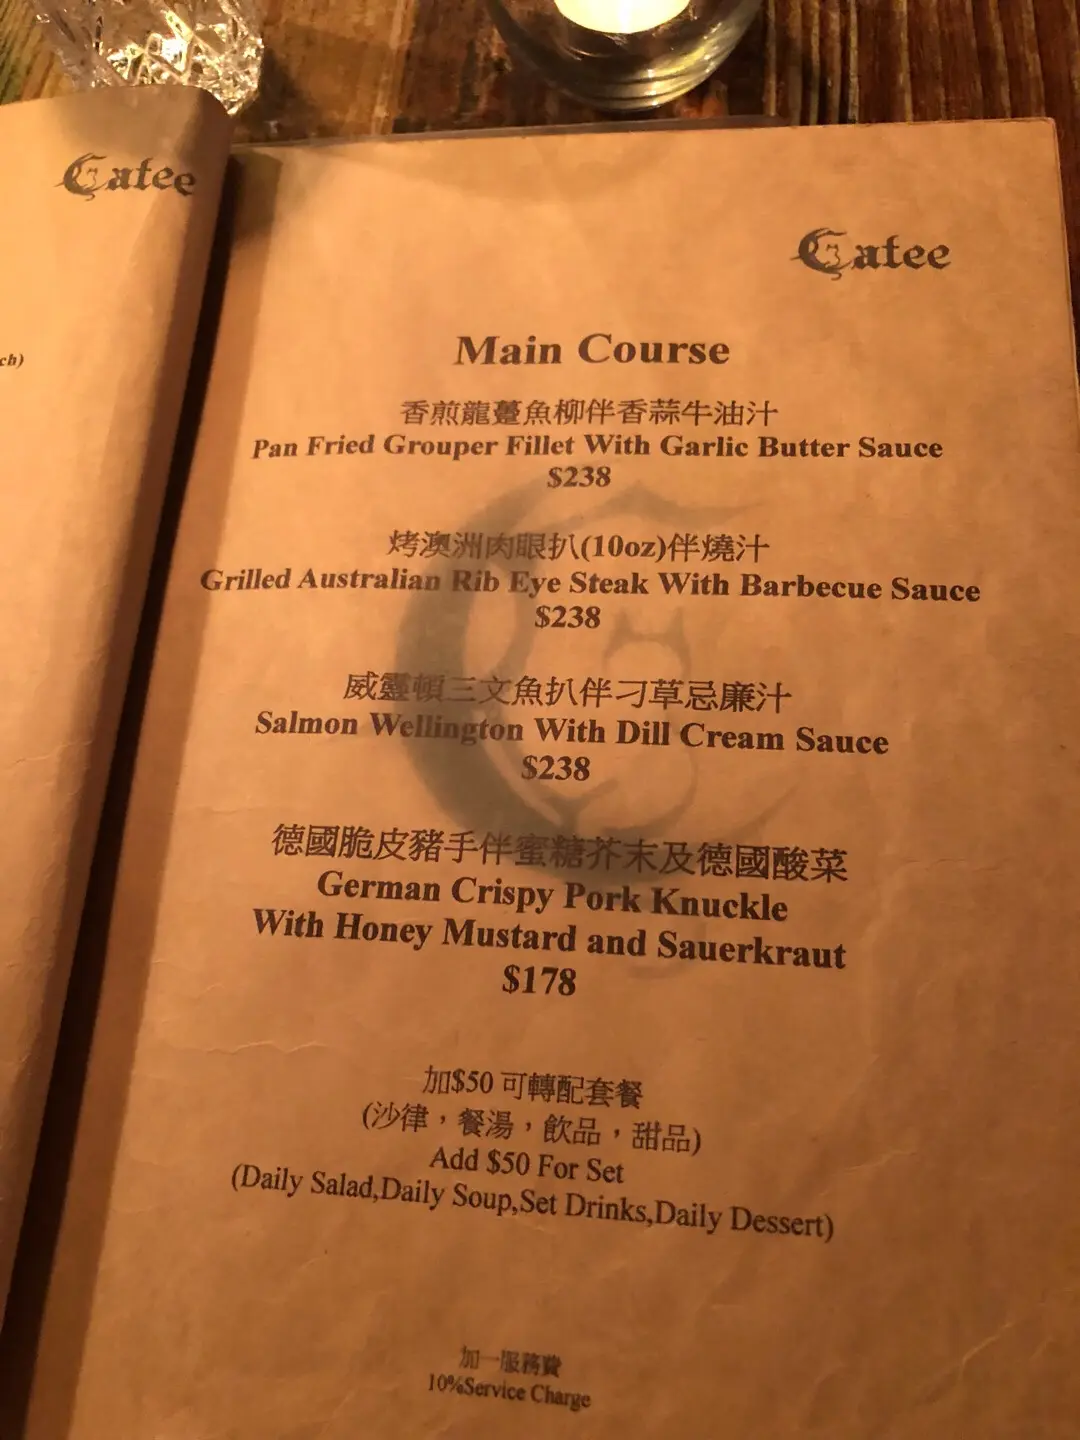 Catee
ch)
Catee
Main Course
香煎龍躉魚柳伴香蒜牛油汁
Pan Fried Grouper Fillet With Garlic Butter Sauce
$238
烤澳洲肉眼扒(10oz)伴燒汁
Grilled Australian Rib Eye Steak With Barbecue Sauce
$238
威靈頓三文魚扒伴刁草忌廉汁
Salmon Wellington With Dill Cream Sauce
$238
德國脆皮豬手伴蜜糖芥末及德國酸菜
German Crispy Pork Knuckle
With Honey Mustard and Sauerkraut
$178
加$50 可轉配套餐
(沙律，餐湯，飲品，甜品)
Add $50 For Set
(Daily Salad,Daily Soup,Set Drinks,Daily Dessert)
加一服務費
10%Service Charge